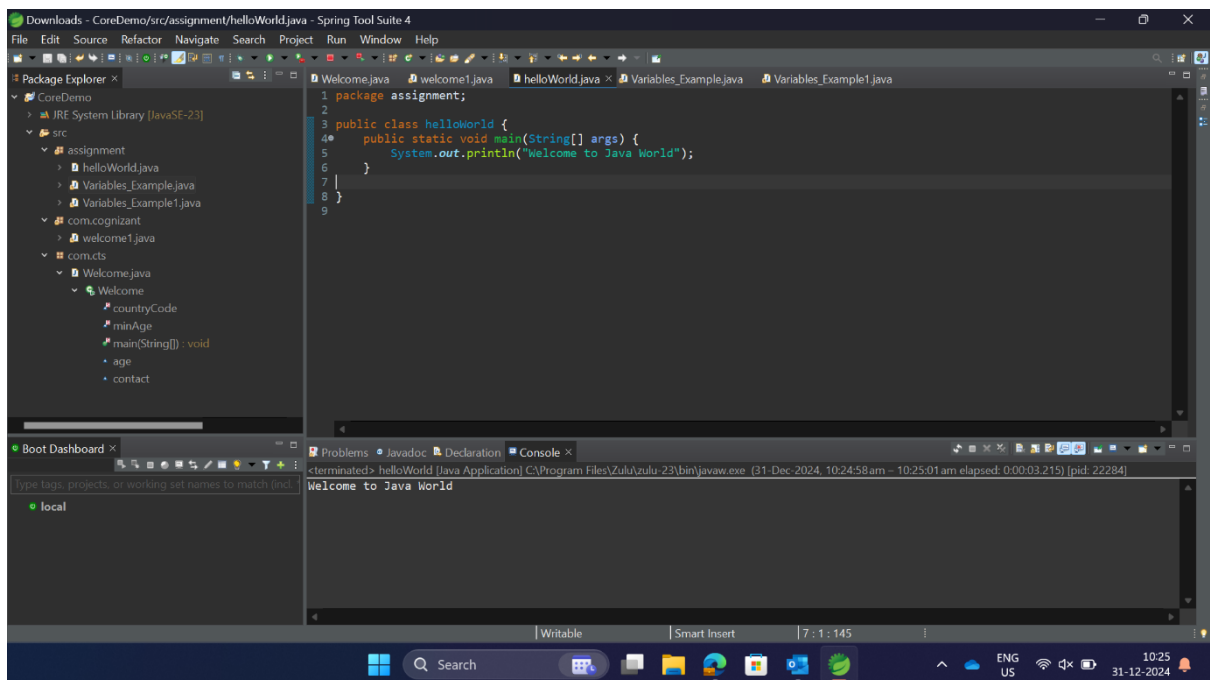 Downloads - CoreDemo/src/assignment/helloWorld.java - Spring Tool Suite 4
File Edit Source Refactor Navigate Search Project Run Window Help
Package Explorer
CoreDemo
JRE System Library [JavaSE-23]
src
assignment
helloWorld.java
Variables_Example.java
Variables_Example1.java
com.cognizant
welcome1.java
com.cts
Welcome.java
Welcome
countryCode
minAge
main(String[]) : void
age
contact
Welcome.java welcome1.java helloWorld.java Variables_Example.java Variables_Example1.java
1 package assignment;
2
3 public class helloWorld {
4 public static void main(String[] args) {
5 System.out.println("Welcome to Java World");
6 }
7
8 }
9
Boot Dashboard
Type tags, projects, or working set names to match (incl.
local
Problems Javadoc Declaration Console
<terminated> helloWorld [Java Application] C:\Program Files\Zulu\zulu-23\bin\javaw.exe (31-Dec-2024, 10:24:58 am – 10:25:01 am elapsed: 0:00:03.215) [pid: 22284]
Welcome to Java World
Writable Smart Insert 7 : 1 : 145
Search
ENG
US
10:25
31-12-2024